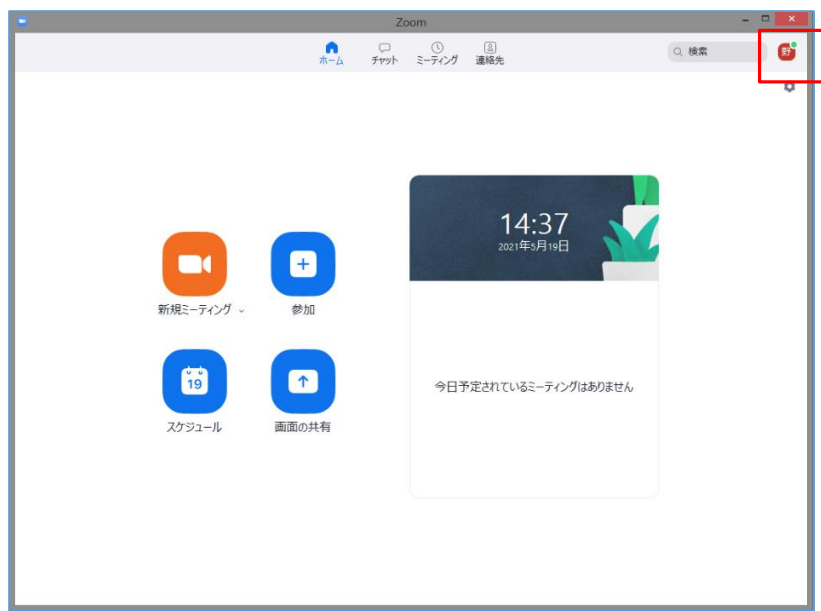 Zoom
ホーム
チャット
ミーティング
連絡先
検索
野
14:37
2021年5月19日
新規ミーティング
参加
19
スケジュール
画面の共有
今日予定されているミーティングはありません